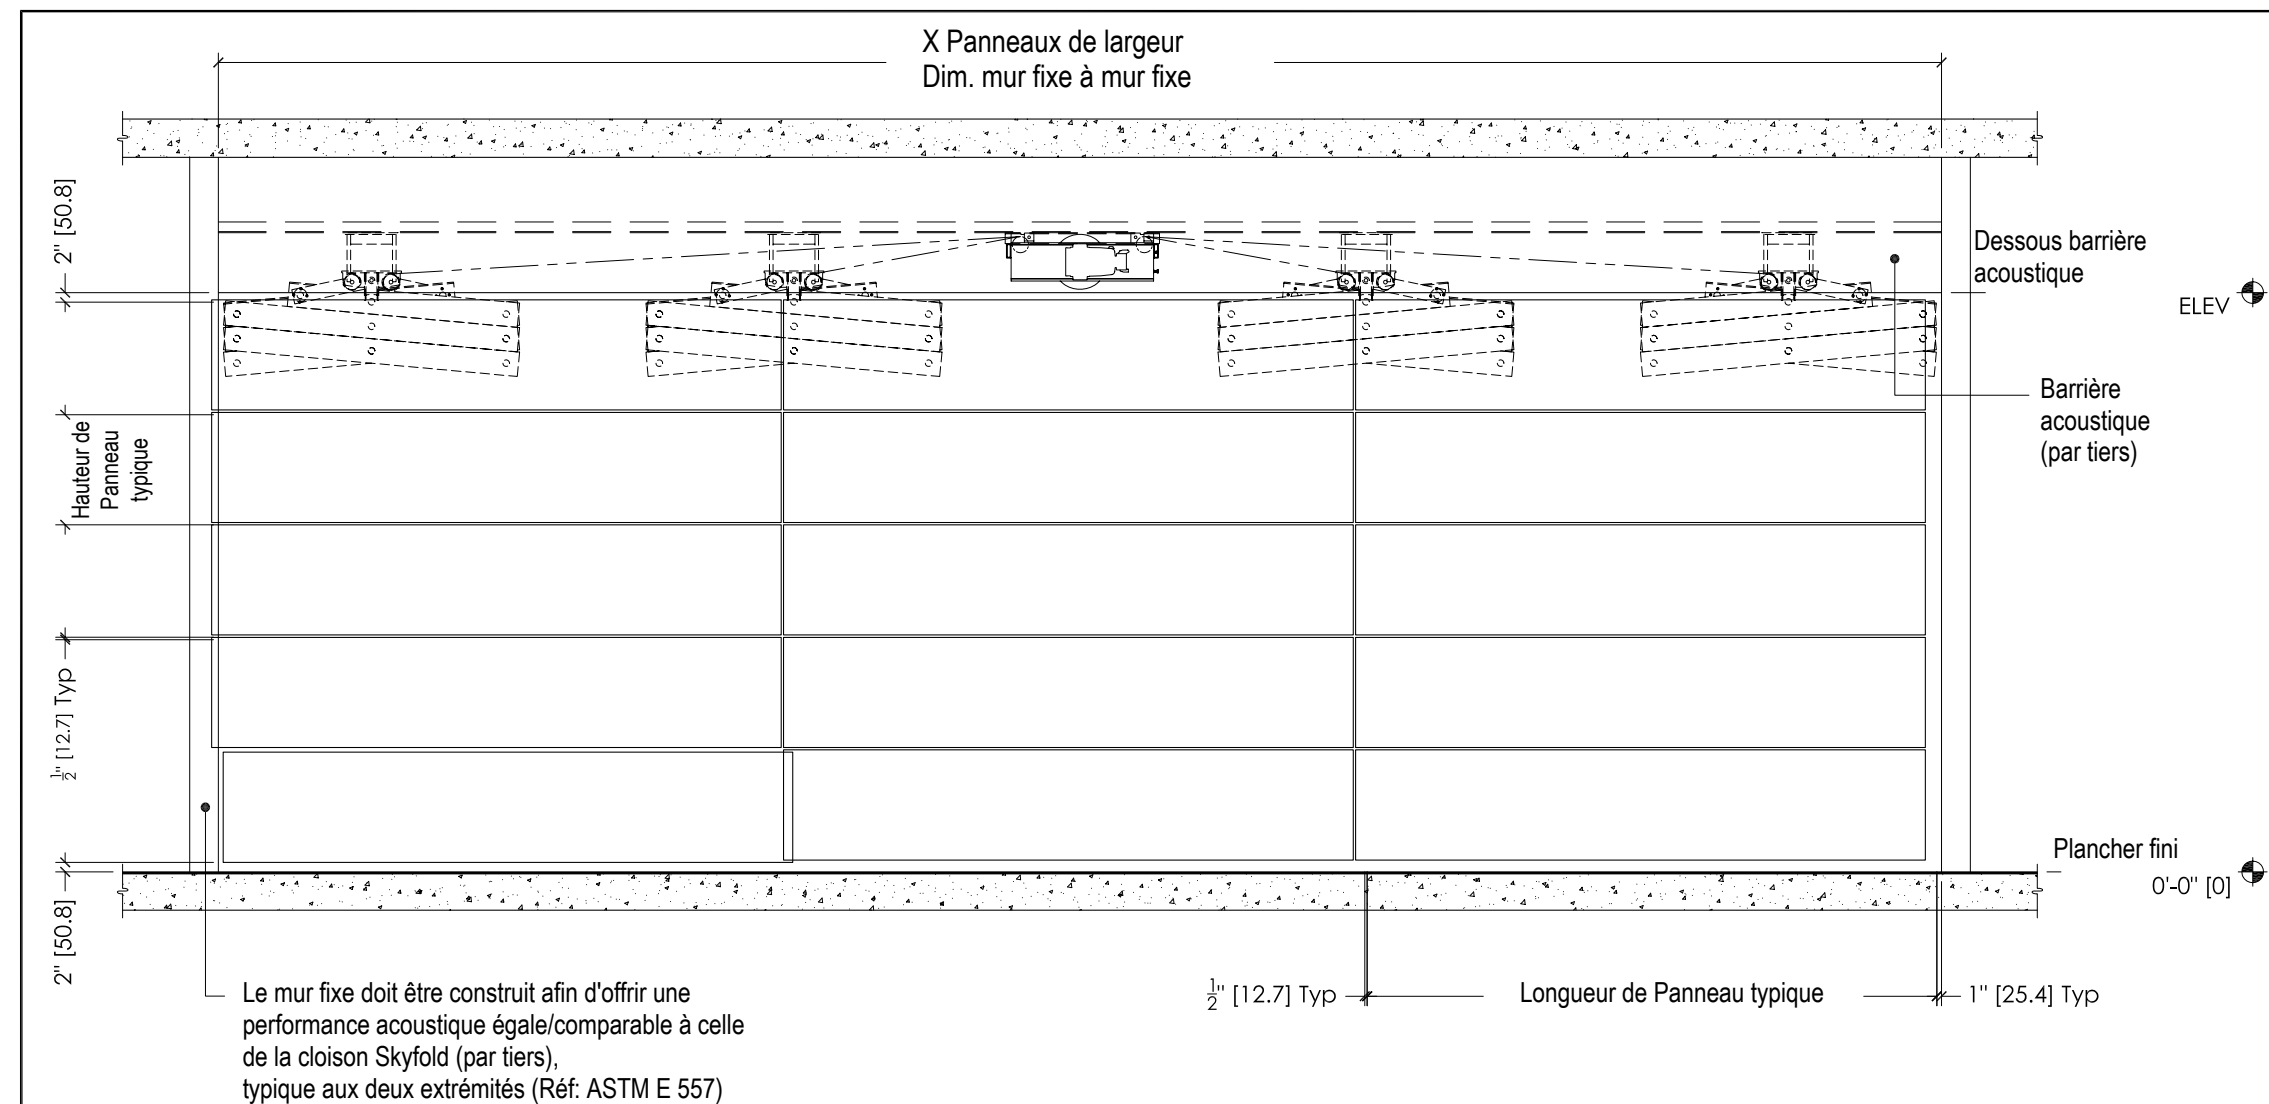 X Panneaux de largeur
Dim. mur fixe à mur fixe
2" [50.8]
Dessous barrière
acoustique
ELEV
Barrière
acoustique
(par tiers)
Hauteur de
Panneau
typique
½" [12.7] Typ
Plancher fini
0'-0" [0]
2" [50.8]
Le mur fixe doit être construit afin d'offrir une
performance acoustique égale/comparable à celle
de la cloison Skyfold (par tiers),
typique aux deux extrémités (Réf: ASTM E 557)
½" [12.7] Typ
Longueur de Panneau typique
1" [25.4] Typ